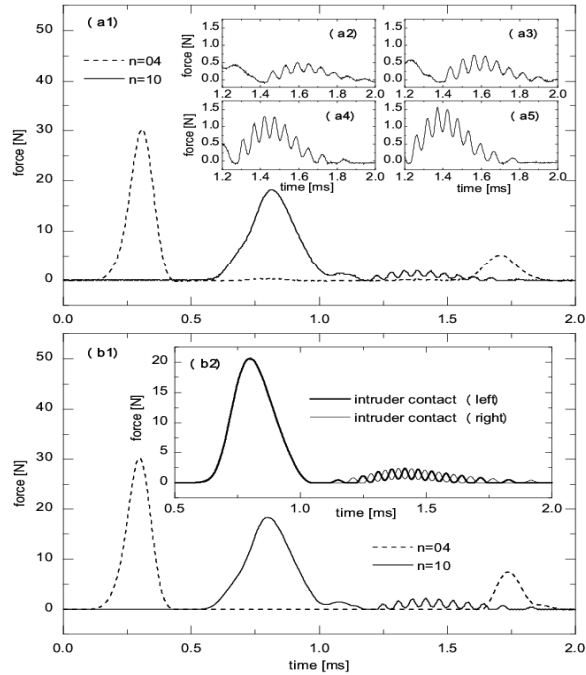 ( a1)
n=04
n=10
force [N]
50
40
30
20
10
0
0.0 0.5 1.0 1.5 2.0
( a2)
force [N]
1.5
1.0
0.5
0.0
1.2 1.4 1.6 1.8 2.0
( a3)
1.5
1.0
0.5
0.0
1.2 1.4 1.6 1.8 2.0
( a4)
force [N]
1.5
1.0
0.5
0.0
1.2 1.4 1.6 1.8 2.0
time [ms]
( a5)
1.5
1.0
0.5
0.0
1.2 1.4 1.6 1.8 2.0
time [ms]
( b1)
force [N]
50
40
30
20
10
0
( b2)
force [N]
20
15
10
5
0
intruder contact ( left)
intruder contact ( right)
0.5 1.0 1.5 2.0
time [ms]
n=04
n=10
0.0 0.5 1.0 1.5 2.0
time [ms]